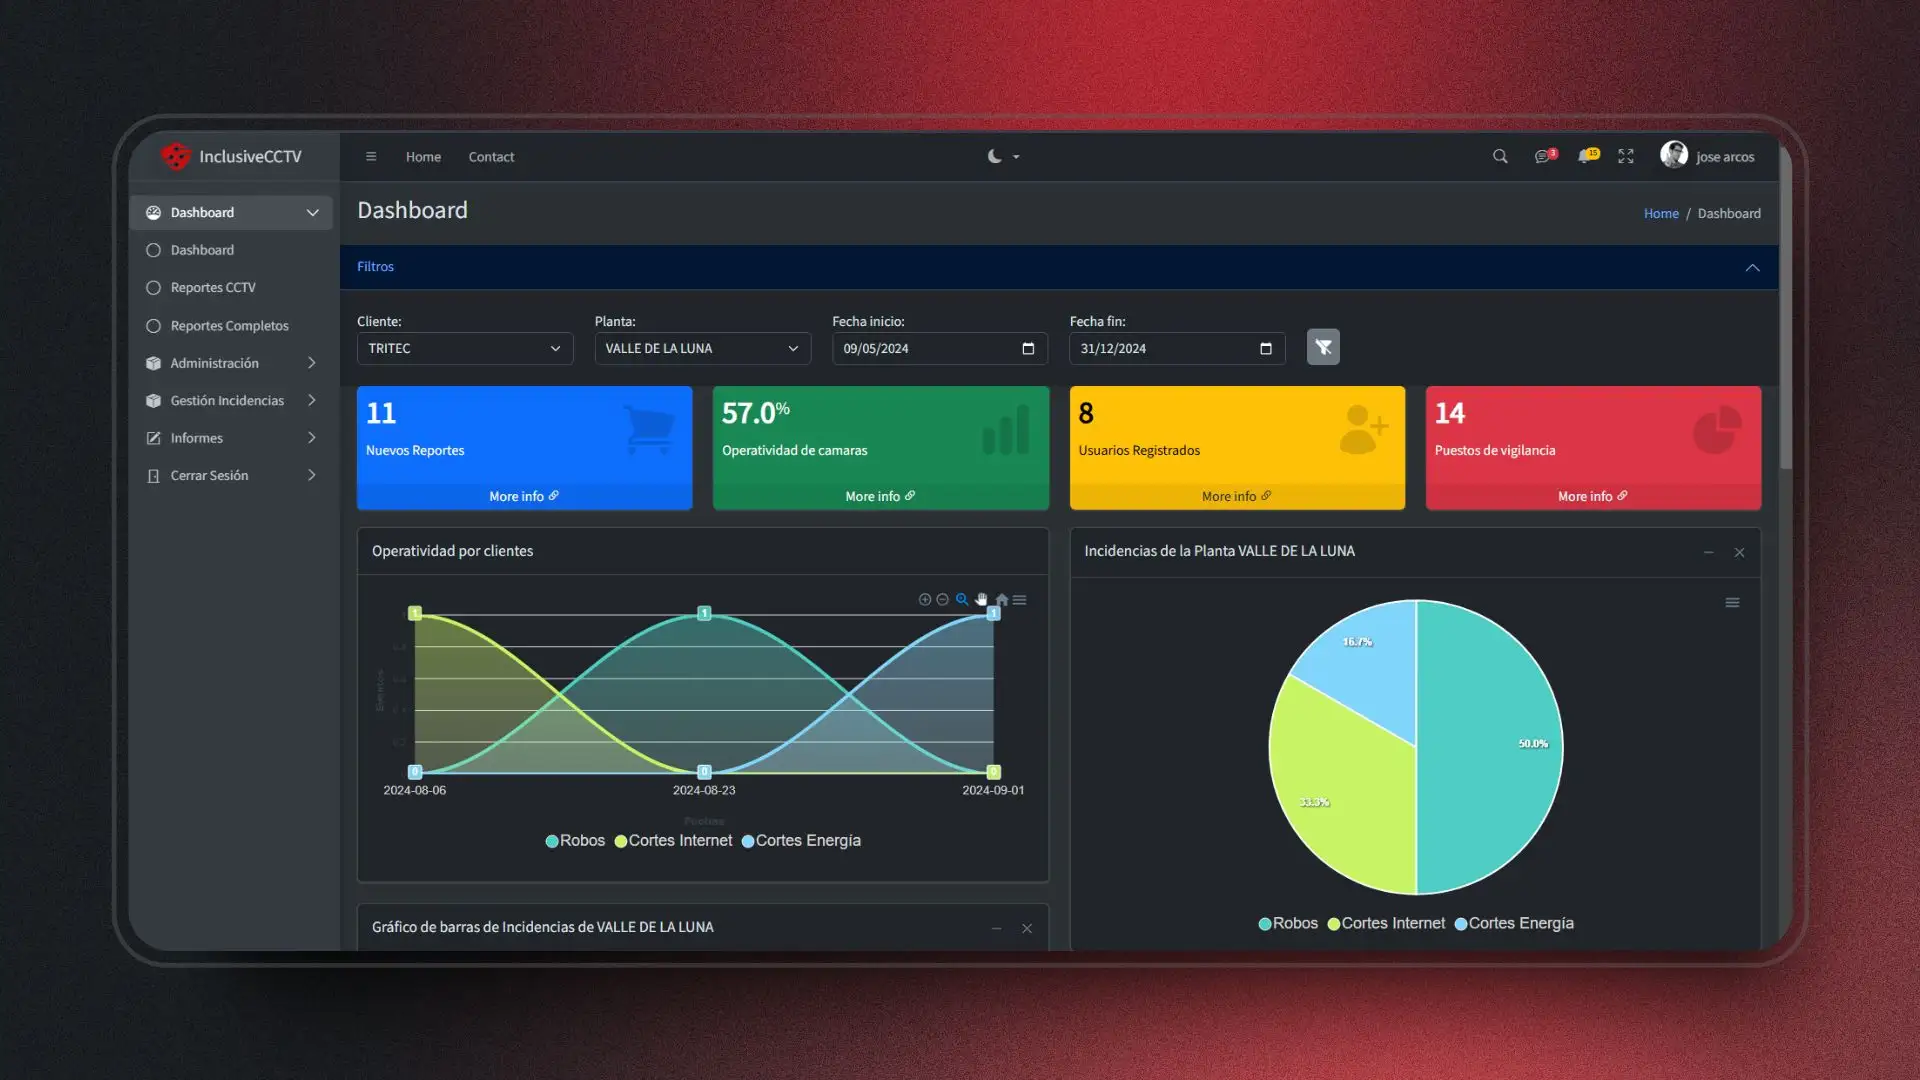 InclusiveCCTV
Home
Contact
3
15
jose arcos
Dashboard
Dashboard
Reportes CCTV
Reportes Completos
Administración
Gestión Incidencias
Informes
Cerrar Sesión
Dashboard
Home / Dashboard
Filtros
Cliente:
Planta:
Fecha inicio:
Fecha fin:
TRITEC
VALLE DE LA LUNA
09/05/2024
31/12/2024
11
Nuevos Reportes
More info
57.0%
Operatividad de camaras
More info
8
Usuarios Registrados
More info
14
Puestos de vigilancia
More info
Operatividad por clientes
1
1
1
0
0
0
2024-08-06
2024-08-23
2024-09-01
Robos
Cortes Internet
Cortes Energía
Incidencias de la Planta VALLE DE LA LUNA
16.7%
50.0%
33.3%
Robos
Cortes Internet
Cortes Energía
Gráfico de barras de Incidencias de VALLE DE LA LUNA